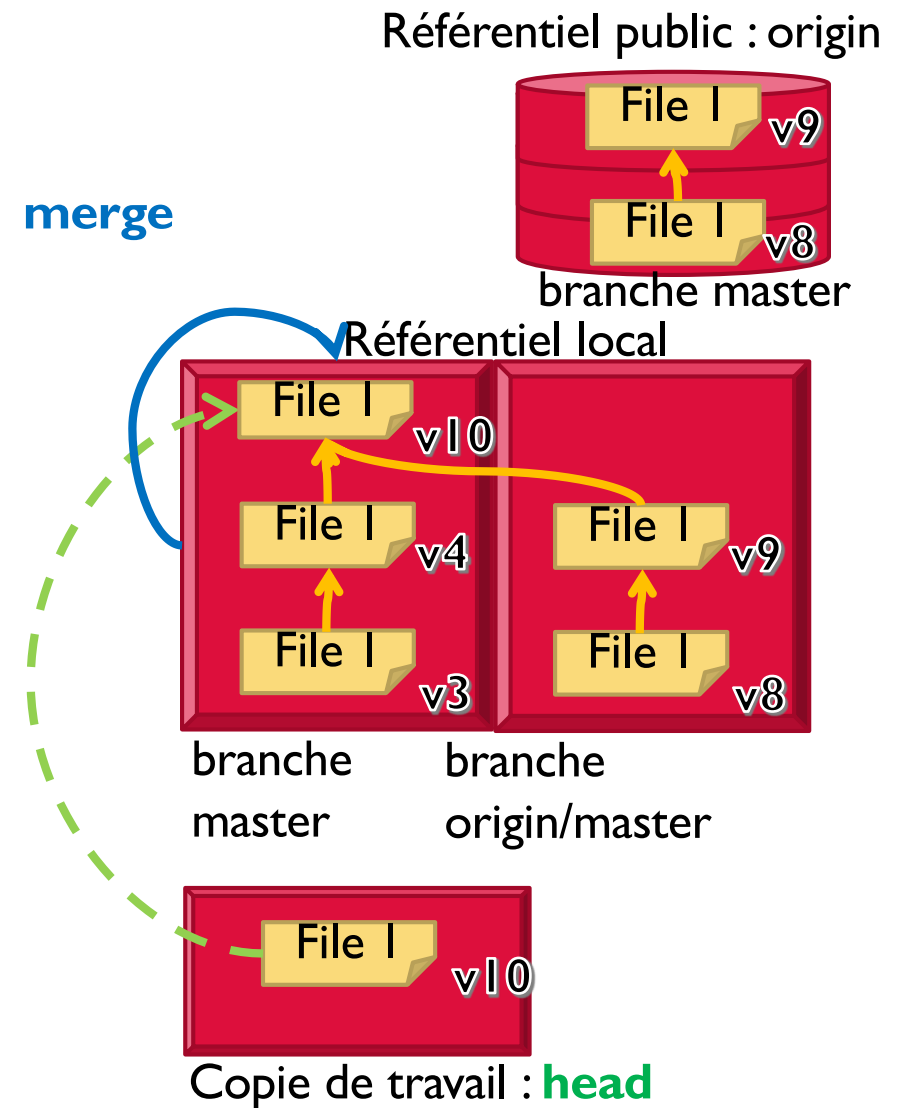 Référentiel public : origin
File 1
v9
File 1
v8
branche master
merge
Référentiel local
File 1
v10
File 1
v4
File 1
v9
File 1
v3
File 1
v8
branche
master
branche
origin/master
File 1
v10
Copie de travail : head